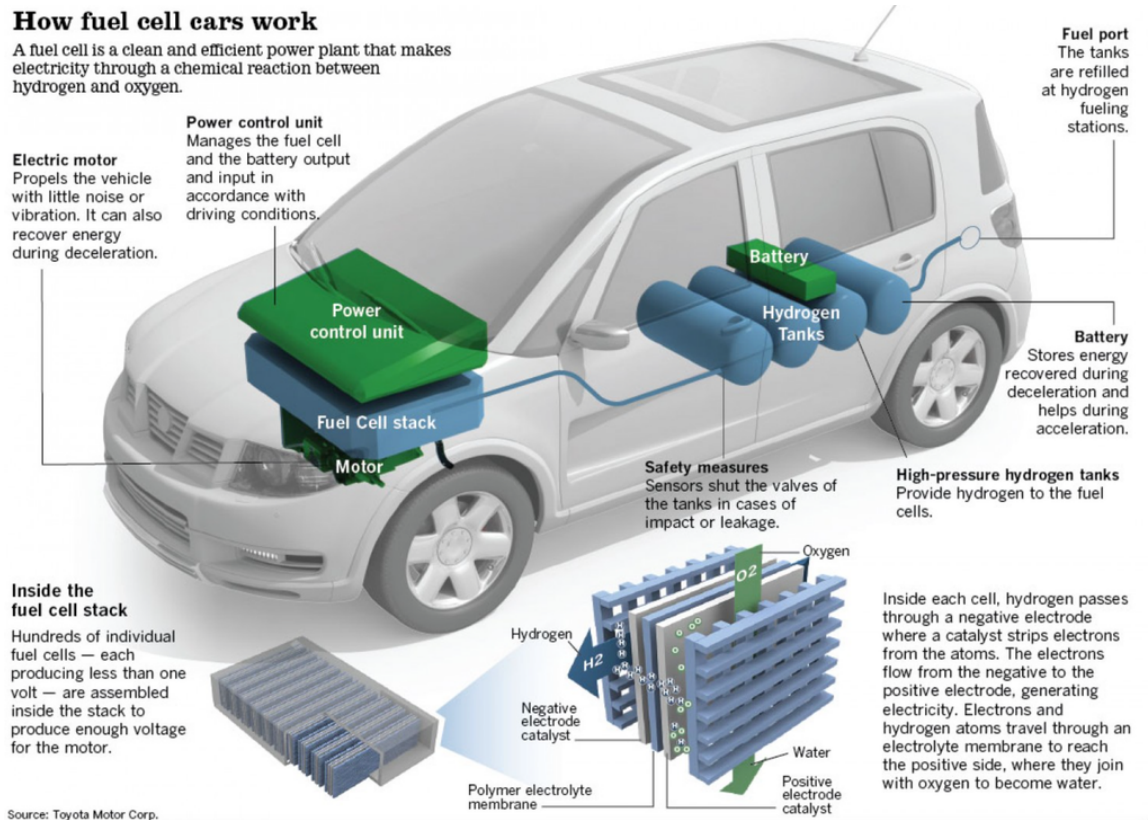 How fuel cell cars work
A fuel cell is a clean and efficient power plant that makes
electricity through a chemical reaction between
hydrogen and oxygen.
Fuel port
The tanks
are refilled
at hydrogen
fueling
stations.
Power control unit
Manages the fuel cell
and the battery output
and input in
accordance with
driving conditions.
Electric motor
Propels the vehicle
with little noise or
vibration. It can also
recover energy
during deceleration.
Battery
Power
control unit
Hydrogen
Tanks
Fuel Cell stack
Motor
Battery
Stores energy
recovered during
deceleration and
helps during
acceleration.
Safety measures
Sensors shut the valves of
the tanks in cases of
impact or leakage.
High-pressure hydrogen tanks
Provide hydrogen to the fuel
cells.
Inside the
fuel cell stack
Hundreds of individual
fuel cells — each
producing less than one
volt — are assembled
inside the stack to
produce enough voltage
for the motor.
Oxygen
O2
Hydrogen
H2
Negative
electrode
catalyst
Polymer electrolyte
membrane
Water
Positive
electrode
catalyst
Inside each cell, hydrogen passes
through a negative electrode
where a catalyst strips electrons
from the atoms. The electrons
flow from the negative to the
positive electrode, generating
electricity. Electrons and
hydrogen atoms travel through an
electrolyte membrane to reach
the positive side, where they join
with oxygen to become water.
Source: Toyota Motor Corp.